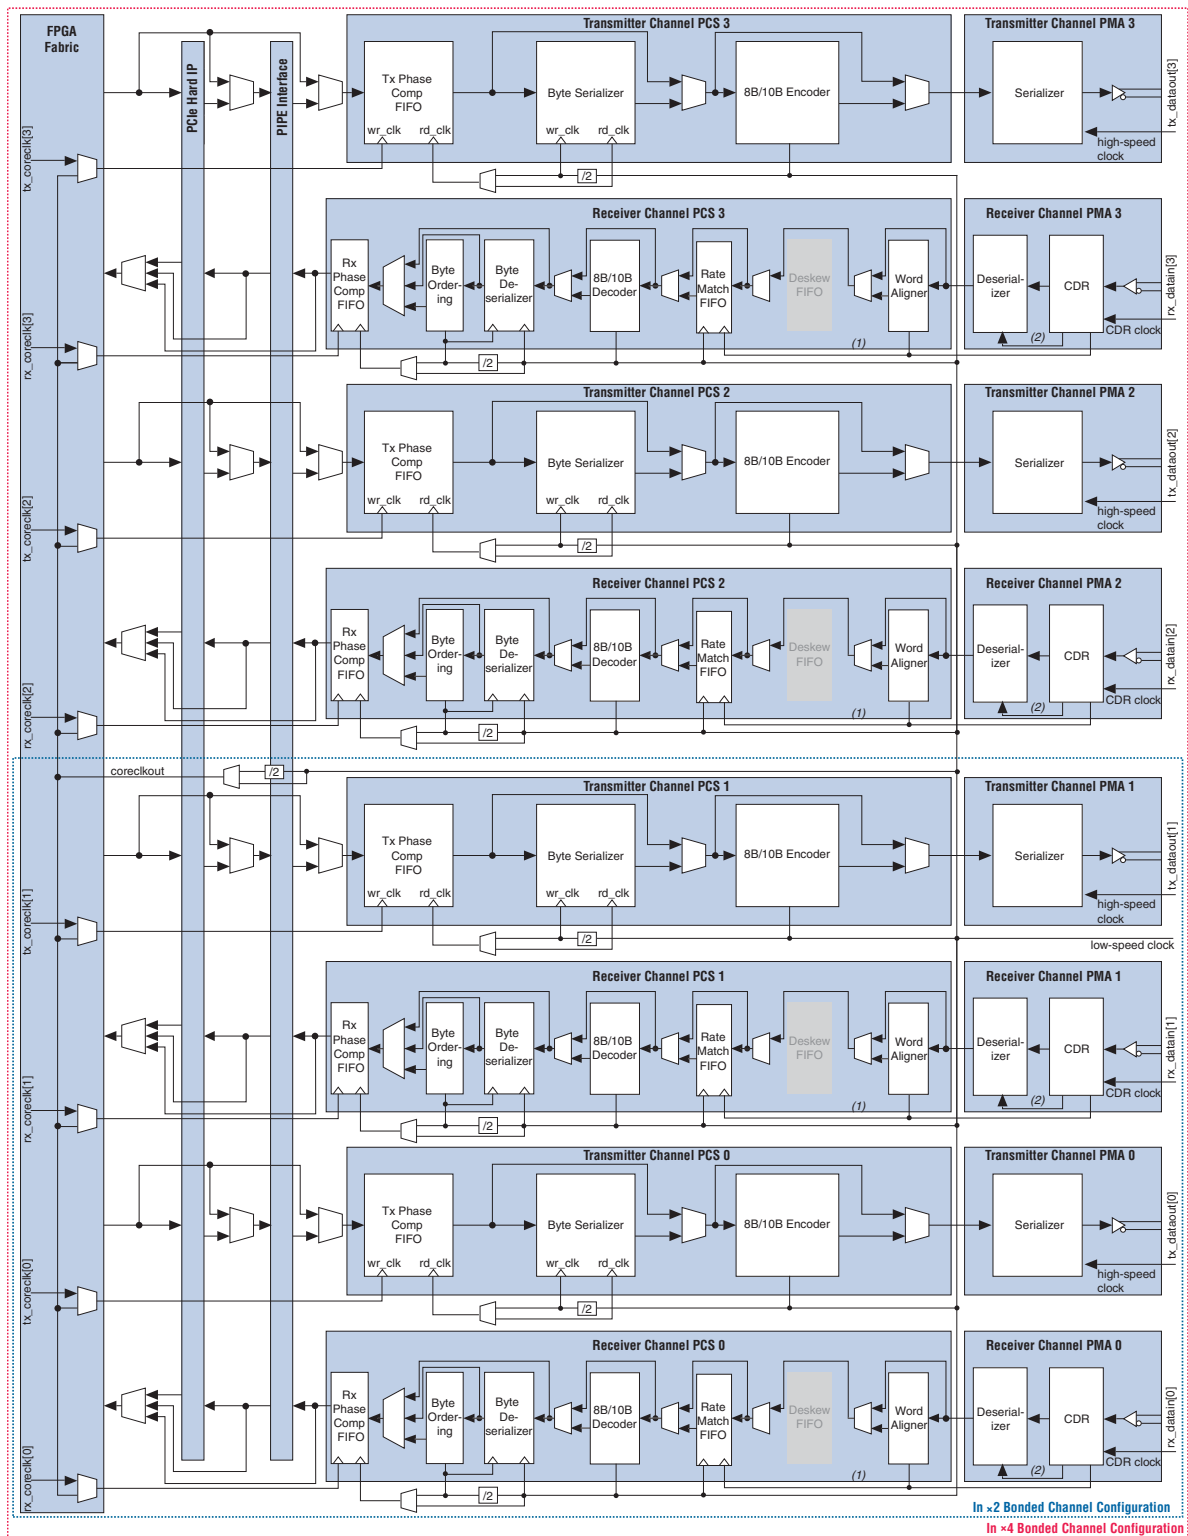 FPGA
Fabric
PCIe Hard IP
PIPE Interface
Transmitter Channel PCS 3
Tx Phase
Comp
FIFO
wr_clk rd_clk
Byte Serializer
wr_clk rd_clk
8B/10B Encoder
/2
Transmitter Channel PMA 3
Serializer
high-speed
clock
tx_dataout[3]
tx_coreclk[3]
Receiver Channel PCS 3
Rx
Phase
Comp
FIFO
Byte
Order-
ing
Byte
De-
serializer
8B/10B
Decoder
Rate
Match
FIFO
Deskew
FIFO
Word
Aligner
(1)
/2
Receiver Channel PMA 3
Deserial-
izer
CDR
(2)
CDR clock
rx_datain[3]
rx_coreclk[3]
Transmitter Channel PCS 2
Tx Phase
Comp
FIFO
wr_clk rd_clk
Byte Serializer
wr_clk rd_clk
8B/10B Encoder
/2
Transmitter Channel PMA 2
Serializer
high-speed
clock
tx_dataout[2]
tx_coreclk[2]
Receiver Channel PCS 2
Rx
Phase
Comp
FIFO
Byte
Order-
ing
Byte
De-
serializer
8B/10B
Decoder
Rate
Match
FIFO
Deskew
FIFO
Word
Aligner
(1)
/2
Receiver Channel PMA 2
Deserial-
izer
CDR
(2)
CDR clock
rx_datain[2]
rx_coreclk[2]
coreclkout
/2
Transmitter Channel PCS 1
Tx Phase
Comp
FIFO
wr_clk rd_clk
Byte Serializer
wr_clk rd_clk
8B/10B Encoder
/2
Transmitter Channel PMA 1
Serializer
high-speed
clock
tx_dataout[1]
low-speed clock
tx_coreclk[1]
Receiver Channel PCS 1
Rx
Phase
Comp
FIFO
Byte
Order-
ing
Byte
De-
serializer
8B/10B
Decoder
Rate
Match
FIFO
Deskew
FIFO
Word
Aligner
(1)
/2
Receiver Channel PMA 1
Deserial-
izer
CDR
(2)
CDR clock
rx_datain[1]
rx_coreclk[1]
Transmitter Channel PCS 0
Tx Phase
Comp
FIFO
wr_clk rd_clk
Byte Serializer
wr_clk rd_clk
8B/10B Encoder
/2
Transmitter Channel PMA 0
Serializer
high-speed
clock
tx_dataout[0]
tx_coreclk[0]
Receiver Channel PCS 0
Rx
Phase
Comp
FIFO
Byte
Order-
ing
Byte
De-
serializer
8B/10B
Decoder
Rate
Match
FIFO
Deskew
FIFO
Word
Aligner
(1)
/2
Receiver Channel PMA 0
Deserial-
izer
CDR
(2)
CDR clock
rx_datain[0]
rx_coreclk[0]
In ×2 Bonded Channel Configuration
In ×4 Bonded Channel Configuration